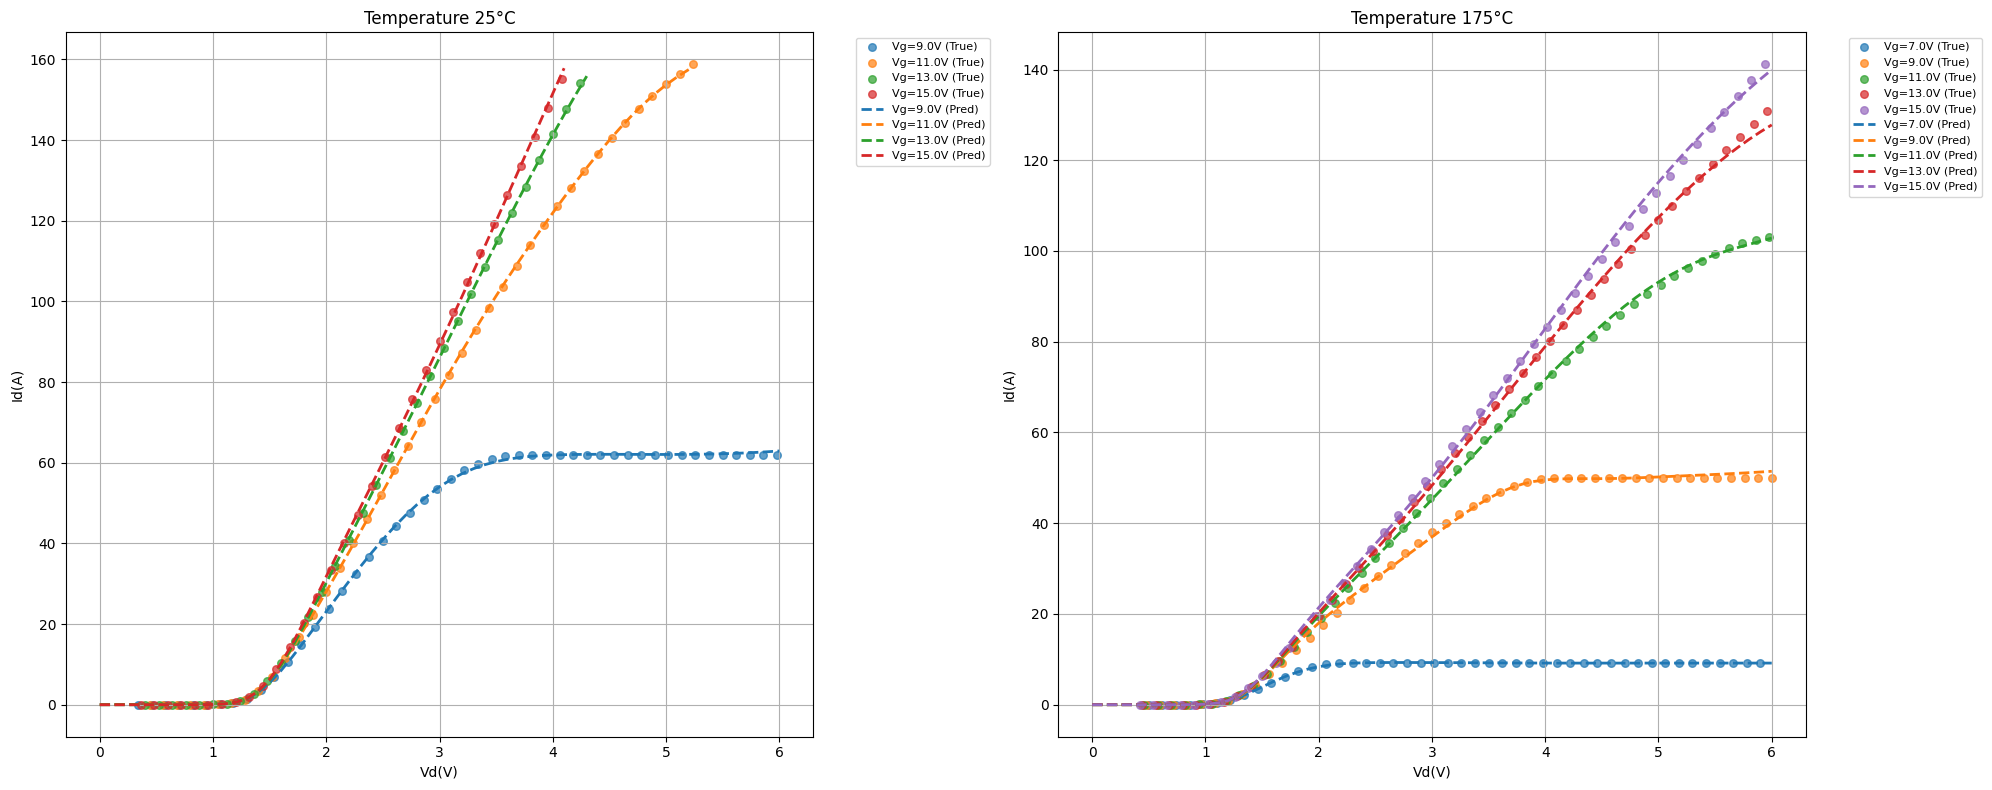 Temperature 25°C
Id(A)
160
140
120
100
80
60
40
20
0
0 1 2 3 4 5 6
Vd(V)
Vg=9.0V (True)
Vg=11.0V (True)
Vg=13.0V (True)
Vg=15.0V (True)
Vg=9.0V (Pred)
Vg=11.0V (Pred)
Vg=13.0V (Pred)
Vg=15.0V (Pred)
Temperature 175°C
Id(A)
140
120
100
80
60
40
20
0
0 1 2 3 4 5 6
Vd(V)
Vg=7.0V (True)
Vg=9.0V (True)
Vg=11.0V (True)
Vg=13.0V (True)
Vg=15.0V (True)
Vg=7.0V (Pred)
Vg=9.0V (Pred)
Vg=11.0V (Pred)
Vg=13.0V (Pred)
Vg=15.0V (Pred)